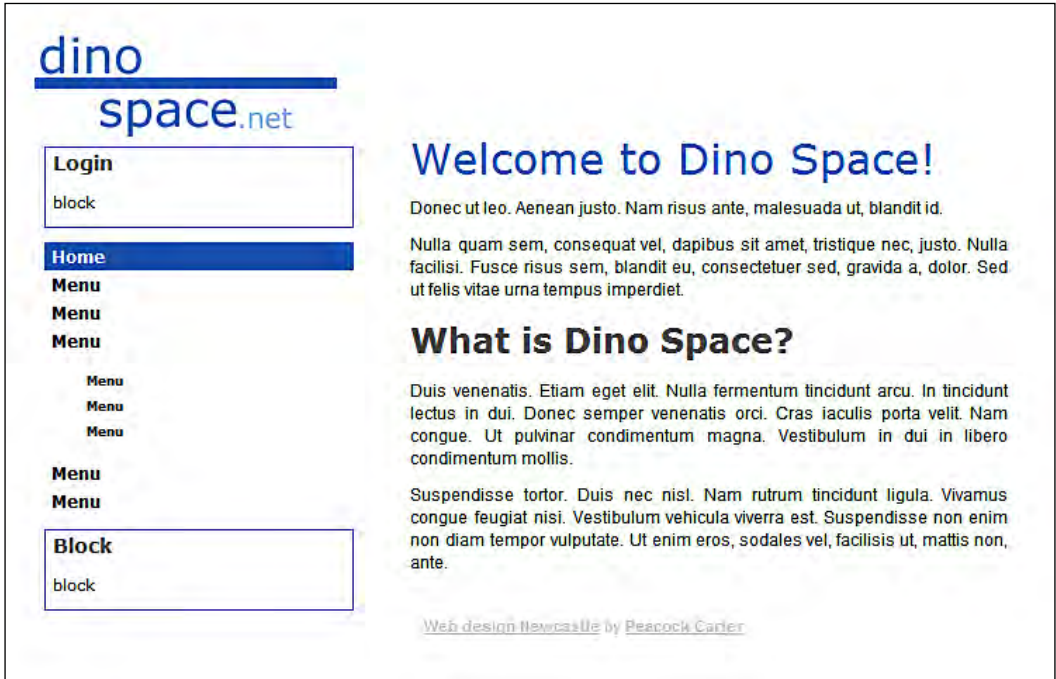 dino
space.net
Login
block
Home
Menu
Menu
Menu
Menu
Menu
Menu
Menu
Menu
Block
block
Welcome to Dino Space!
Donec ut leo. Aenean justo. Nam risus ante, malesuada ut, blandit id.
Nulla quam sem, consequat vel, dapibus sit amet, tristique nec, justo. Nulla
facilisi. Fusce risus sem, blandit eu, consectetuer sed, gravida a, dolor. Sed
ut felis vitae urna tempus imperdiet.
What is Dino Space?
Duis venenatis. Etiam eget elit. Nulla fermentum tincidunt arcu. In tincidunt
lectus in dui. Donec semper venenatis orci. Cras iaculis porta velit. Nam
congue. Ut pulvinar condimentum magna. Vestibulum in dui in libero
condimentum mollis.
Suspendisse tortor. Duis nec nisl. Nam rutrum tincidunt ligula. Vivamus
congue feugiat nisi. Vestibulum vehicula viverra est. Suspendisse non enim
non diam tempor vulputate. Ut enim eros, sodales vel, facilisis ut, mattis non,
ante.
Web design Newcastle by Peacock Carter